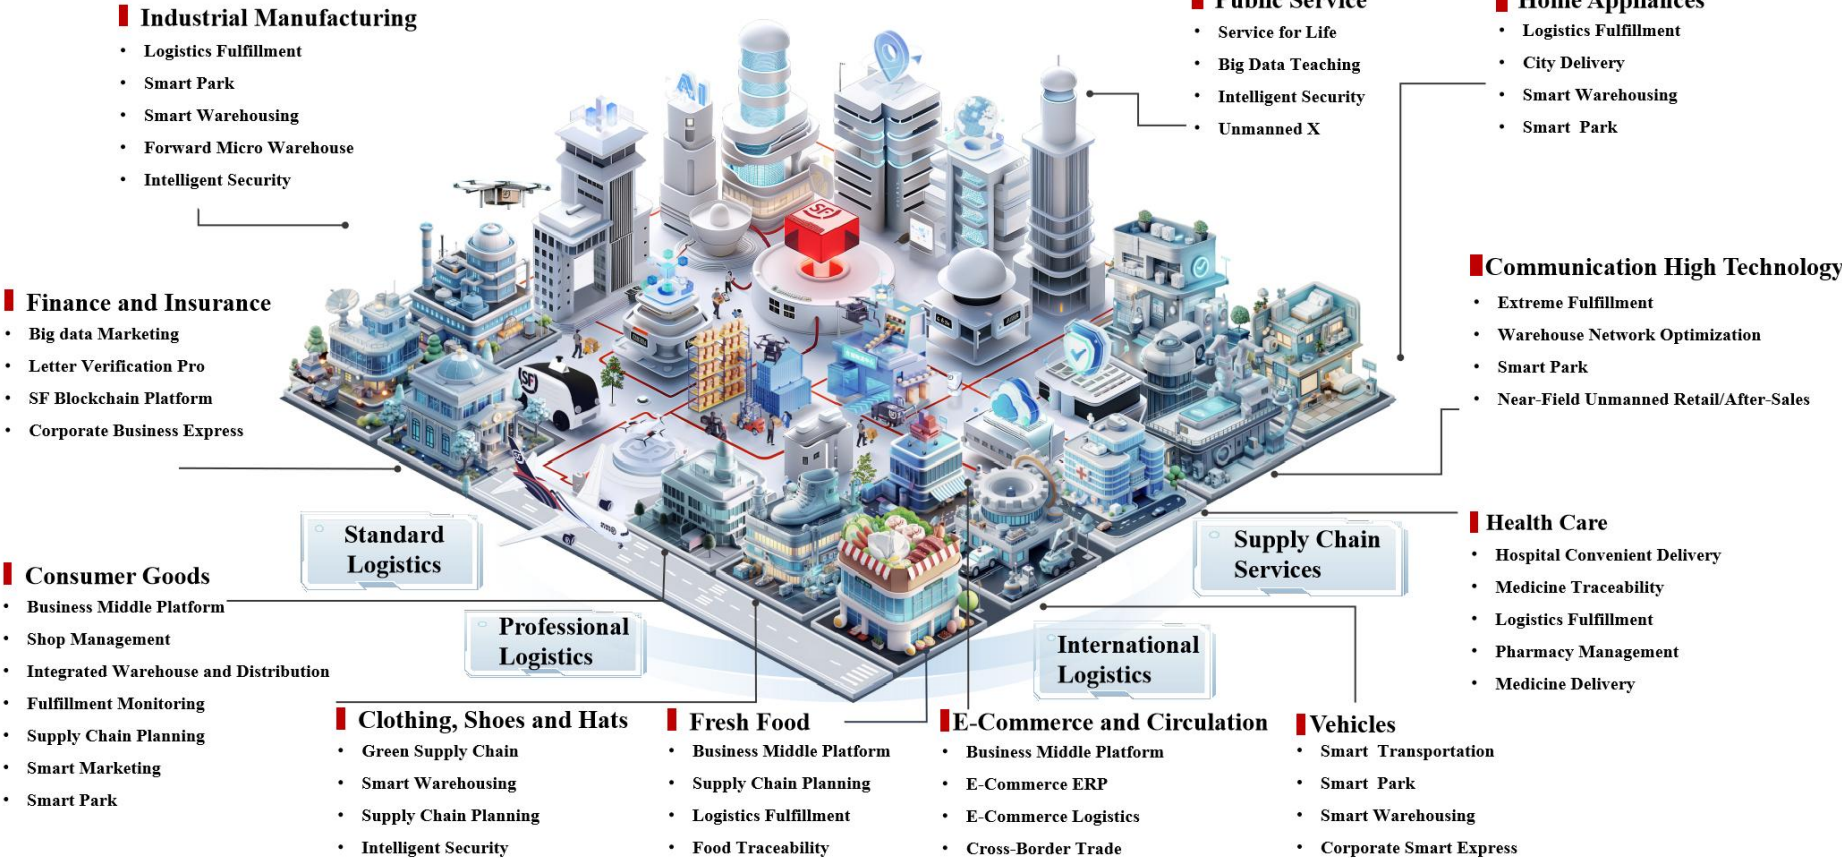 Industrial Manufacturing
• Logistics Fulfillment
• Smart Park
• Smart Warehousing
• Forward Micro Warehouse
• Intelligent Security
Public Service
• Service for Life
• Big Data Teaching
• Intelligent Security
• Unmanned X
Home Appliances
• Logistics Fulfillment
• City Delivery
• Smart Warehousing
• Smart Park
AI
SF
SF
Finance and Insurance
• Big data Marketing
• Letter Verification Pro
• SF Blockchain Platform
• Corporate Business Express
Communication High Technology
• Extreme Fulfillment
• Warehouse Network Optimization
• Smart Park
• Near-Field Unmanned Retail/After-Sales
Standard
Logistics
Professional
Logistics
International
Logistics
Supply Chain
Services
Health Care
• Hospital Convenient Delivery
• Medicine Traceability
• Logistics Fulfillment
• Pharmacy Management
• Medicine Delivery
Consumer Goods
• Business Middle Platform
• Shop Management
• Integrated Warehouse and Distribution
• Fulfillment Monitoring
• Supply Chain Planning
• Smart Marketing
• Smart Park
Clothing, Shoes and Hats
• Green Supply Chain
• Smart Warehousing
• Supply Chain Planning
• Intelligent Security
Fresh Food
• Business Middle Platform
• Supply Chain Planning
• Logistics Fulfillment
• Food Traceability
E-Commerce and Circulation
• Business Middle Platform
• E-Commerce ERP
• E-Commerce Logistics
• Cross-Border Trade
Vehicles
• Smart Transportation
• Smart Park
• Smart Warehousing
• Corporate Smart Express